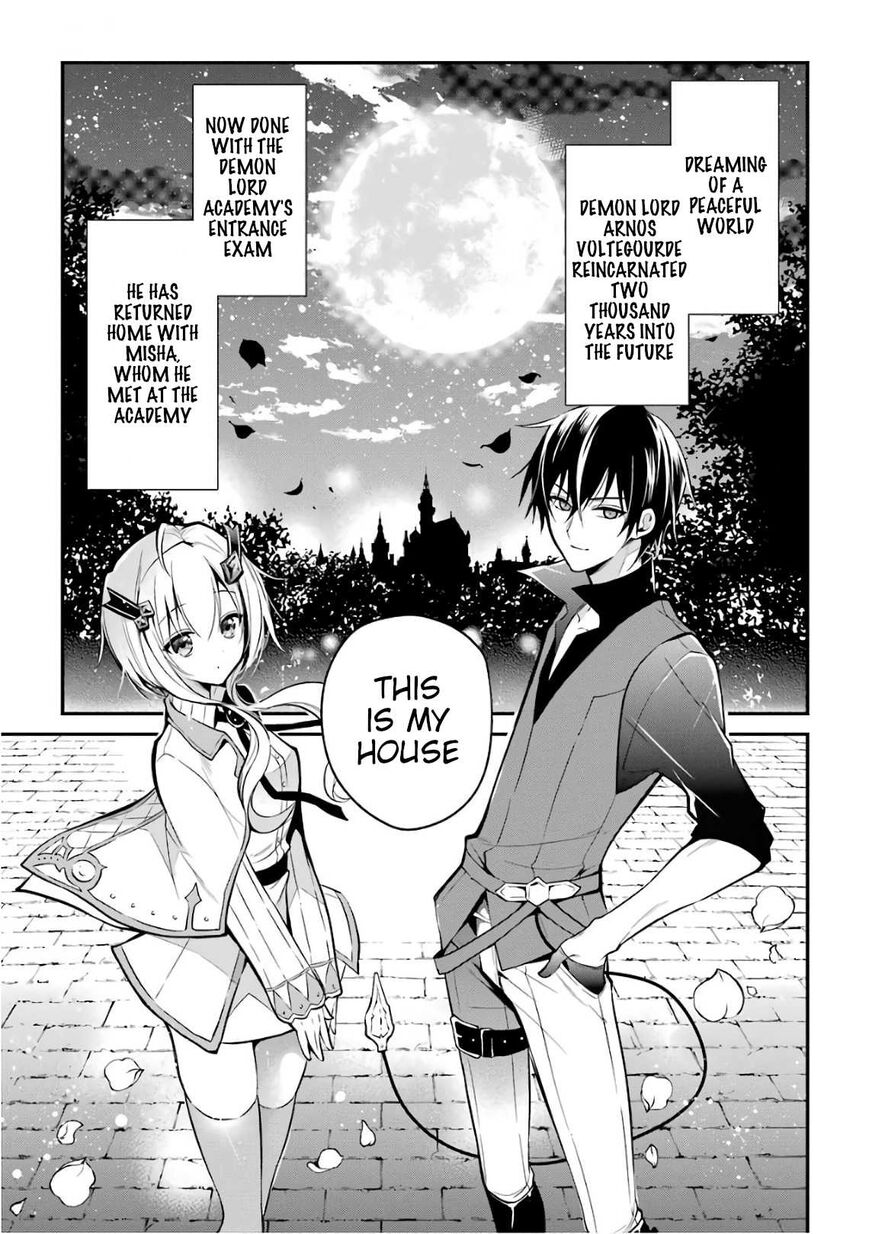 DREAMING
OF A
PEACEFUL
WORLD
DEMON LORD
ARNOS
VOLTEGOURDE
REINCARNATED
TWO
THOUSAND
YEARS INTO
THE FUTURE
NOW DONE
WITH THE
DEMON
LORD
ACADEMY'S
ENTRANCE
EXAM
HE HAS
RETURNED
HOME WITH
MISHA,
WHOM HE
MET AT THE
ACADEMY
THIS
IS MY
HOUSE